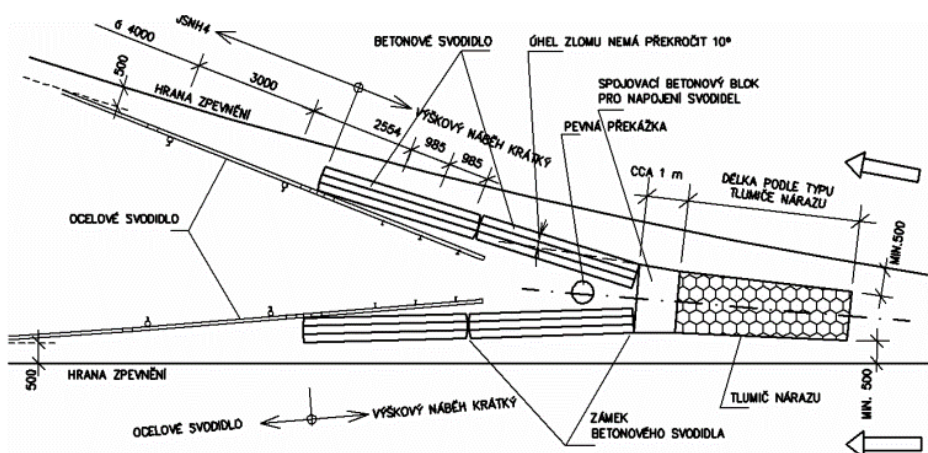 JSNH4
6 4000
500
3000
HRANA ZPEVNĚNÍ
BETONOVÉ SVODIDLO
ÚHEL ZLOMU NEMÁ PŘEKROČIT 10°
SPOJOVACÍ BETONOVÝ BLOK
PRO NAPOJENÍ SVODIDEL
VÝŠKOVÝ NÁBĚH KRÁTKÝ
2554
985
985
PEVNÁ PŘEKÁŽKA
CCA 1 m
DÉLKA PODLE TYPU
TLUMIČE NÁRAZU
MIN.500
OCELOVÉ SVODIDLO
500
HRANA ZPEVNĚNÍ
MIN. 500
TLUMIČ NÁRAZU
OCELOVÉ SVODIDLO
VÝŠKOVÝ NÁBĚH KRÁTKÝ
ZÁMEK
BETONOVÉHO SVODIDLA